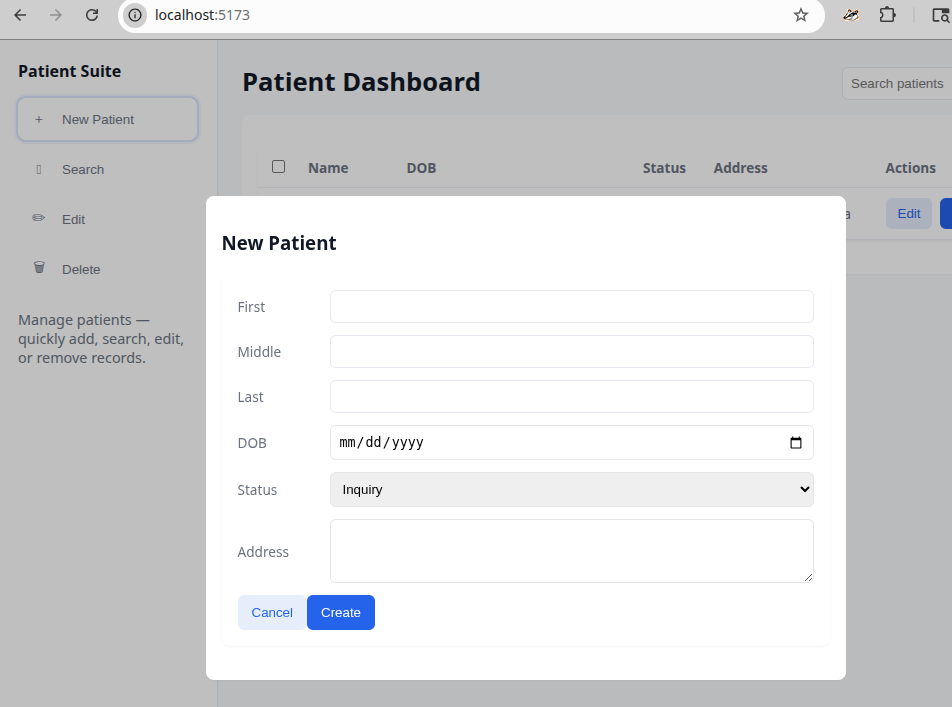 localhost:5173
Patient Suite
Patient Dashboard
Search patients
+ New Patient
Search
Edit
Delete
Manage patients —
quickly add, search, edit,
or remove records.
Name DOB Status Address Actions
a Edit
New Patient
First
Middle
Last
DOB mm/dd/yyyy
Status Inquiry
Address
Cancel Create